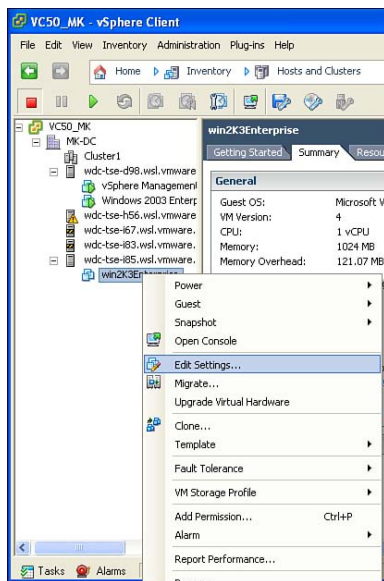 VC50_MK - vSphere Client
File Edit View Inventory Administration Plug-ins Help
Home Inventory Hosts and Clusters
VC50_MK
MK-DC
Cluster1
wdc-tse-d98.wsl.vmware
vSphere Management
Windows 2003 Enterp
wdc-tse-h56.wsl.vmware.
wdc-tse-i67.wsl.vmware.
wdc-tse-i83.wsl.vmware.
wdc-tse-i85.wsl.vmware.
win2K3Enterprise
win2K3Enterprise
Getting Started Summary Resou
General
Guest OS: Microsoft W
VM Version: 4
CPU: 1 vCPU
Memory: 1024 MB
Memory Overhead: 121.07 MB
Power
Guest
Snapshot
Open Console
Edit Settings...
Migrate...
Upgrade Virtual Hardware
Clone...
Template
Fault Tolerance
VM Storage Profile
Add Permission... Ctrl+P
Alarm
Report Performance...
Tasks Alarms